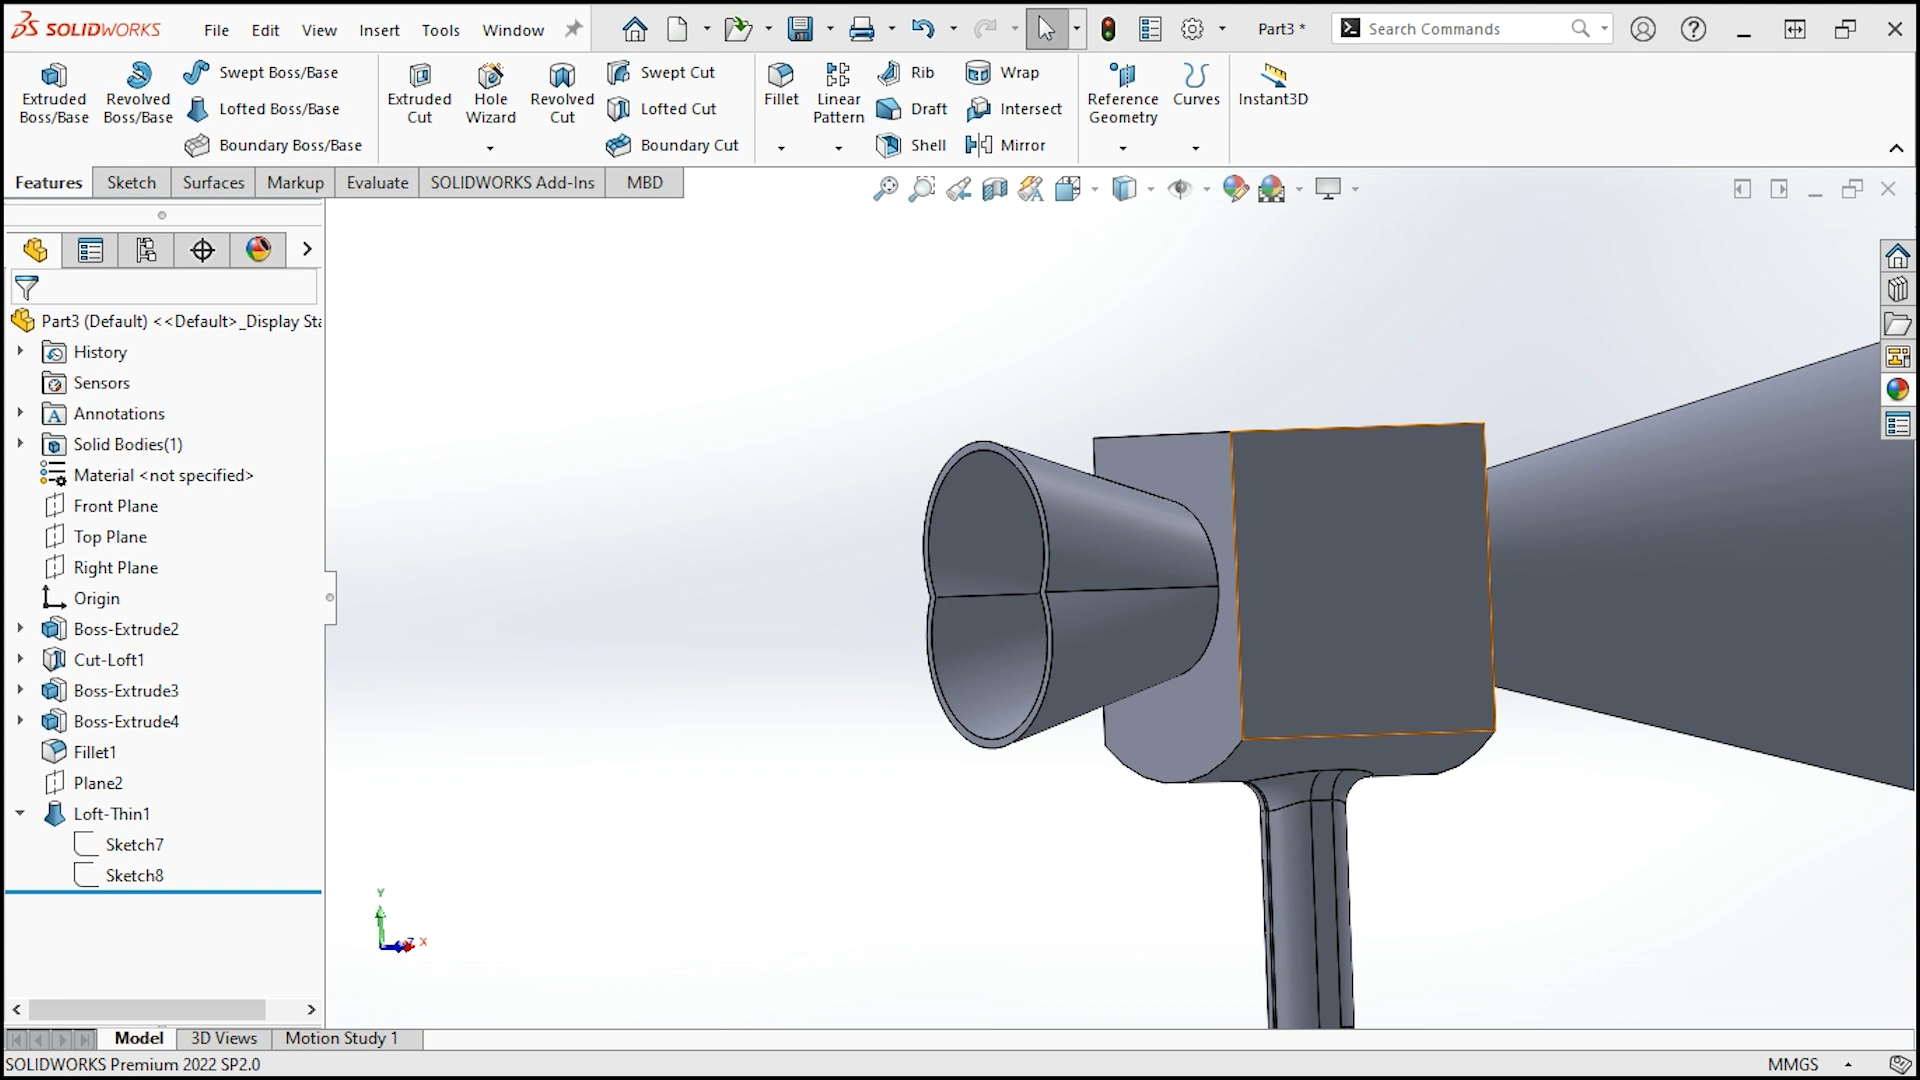 SOLIDWORKS File Edit View Insert Tools Window Part3 * Search Commands
Extruded Boss/Base
Revolved Boss/Base
Swept Boss/Base
Lofted Boss/Base
Boundary Boss/Base
Extruded Cut
Hole Wizard
Revolved Cut
Swept Cut
Lofted Cut
Boundary Cut
Fillet
Linear Pattern
Rib
Draft
Shell
Wrap
Intersect
Mirror
Reference Geometry
Curves
Instant3D
Features Sketch Surfaces Markup Evaluate SOLIDWORKS Add-Ins MBD
Part3 (Default) <<Default>_Display Sta
History
Sensors
Annotations
Solid Bodies(1)
Material <not specified>
Front Plane
Top Plane
Right Plane
Origin
Boss-Extrude2
Cut-Loft1
Boss-Extrude3
Boss-Extrude4
Fillet1
Plane2
Loft-Thin1
Sketch7
Sketch8
Y
Z X
Model 3D Views Motion Study 1
SOLIDWORKS Premium 2022 SP2.0 MMGS